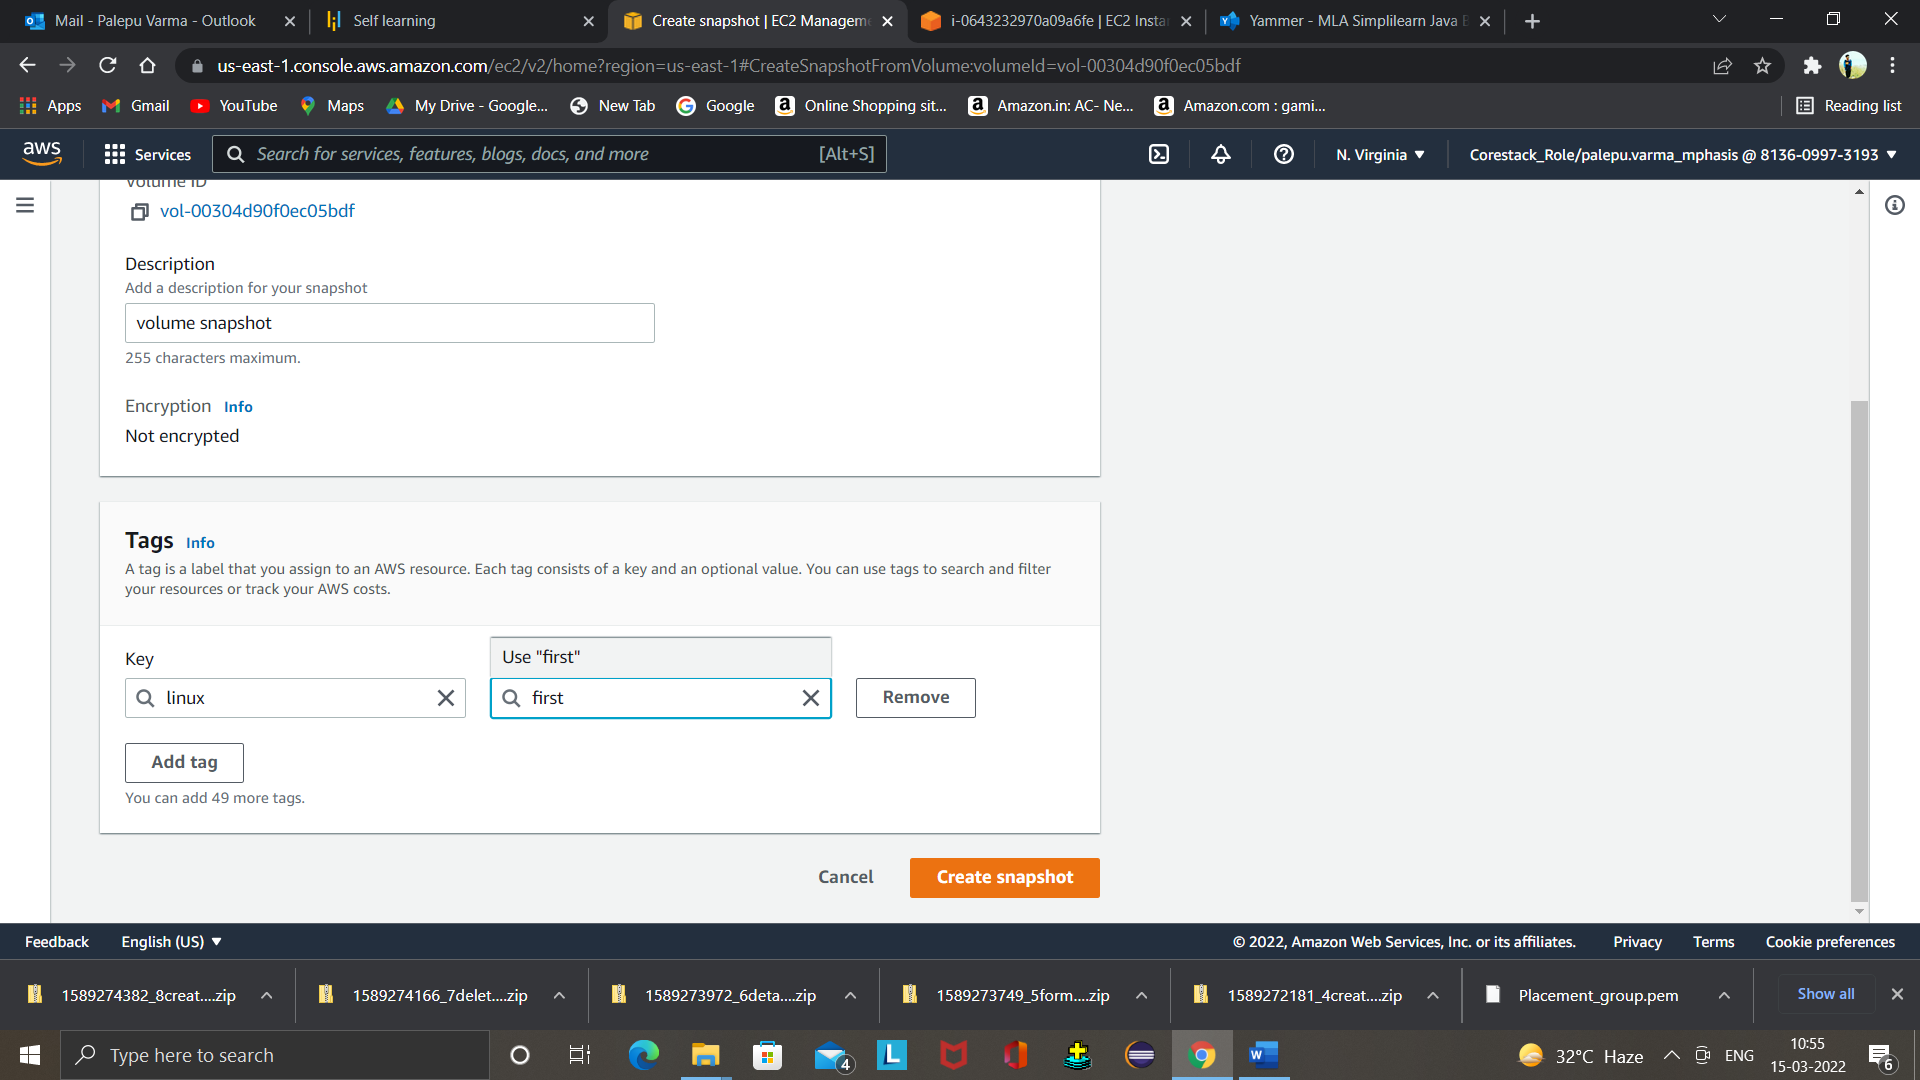 Mail - Palepu Varma - Outlook
Self learning
Create snapshot | EC2 Managem
i-0643232970a09a6fe | EC2 Insta
Yammer - MLA Simplilearn Java
us-east-1.console.aws.amazon.com/ec2/v2/home?region=us-east-1#CreateSnapshotFromVolume:volumeId=vol-00304d90f0ec05bdf
Apps
Gmail
YouTube
Maps
My Drive - Google...
New Tab
Google
Online Shopping sit...
Amazon.in: AC- Ne...
Amazon.com : gami...
Reading list
aws
Services
Search for services, features, blogs, docs, and more
[Alt+S]
N. Virginia
Corestack_Role/palepu.varma_mphasis @ 8136-0997-3193
Volume ID
vol-00304d90f0ec05bdf
Description
Add a description for your snapshot
volume snapshot
255 characters maximum.
Encryption Info
Not encrypted
Tags Info
A tag is a label that you assign to an AWS resource. Each tag consists of a key and an optional value. You can use tags to search and filter
your resources or track your AWS costs.
Key
Use "first"
linux
first
Remove
Add tag
You can add 49 more tags.
Cancel
Create snapshot
Feedback
English (US)
© 2022, Amazon Web Services, Inc. or its affiliates.
Privacy
Terms
Cookie preferences
1589274382_8creat....zip
1589274166_7delet....zip
1589273972_6deta....zip
1589273749_5form....zip
1589272181_4creat....zip
Placement_group.pem
Show all
Type here to search
4
L
W
32°C Haze
ENG
10:55
15-03-2022
6